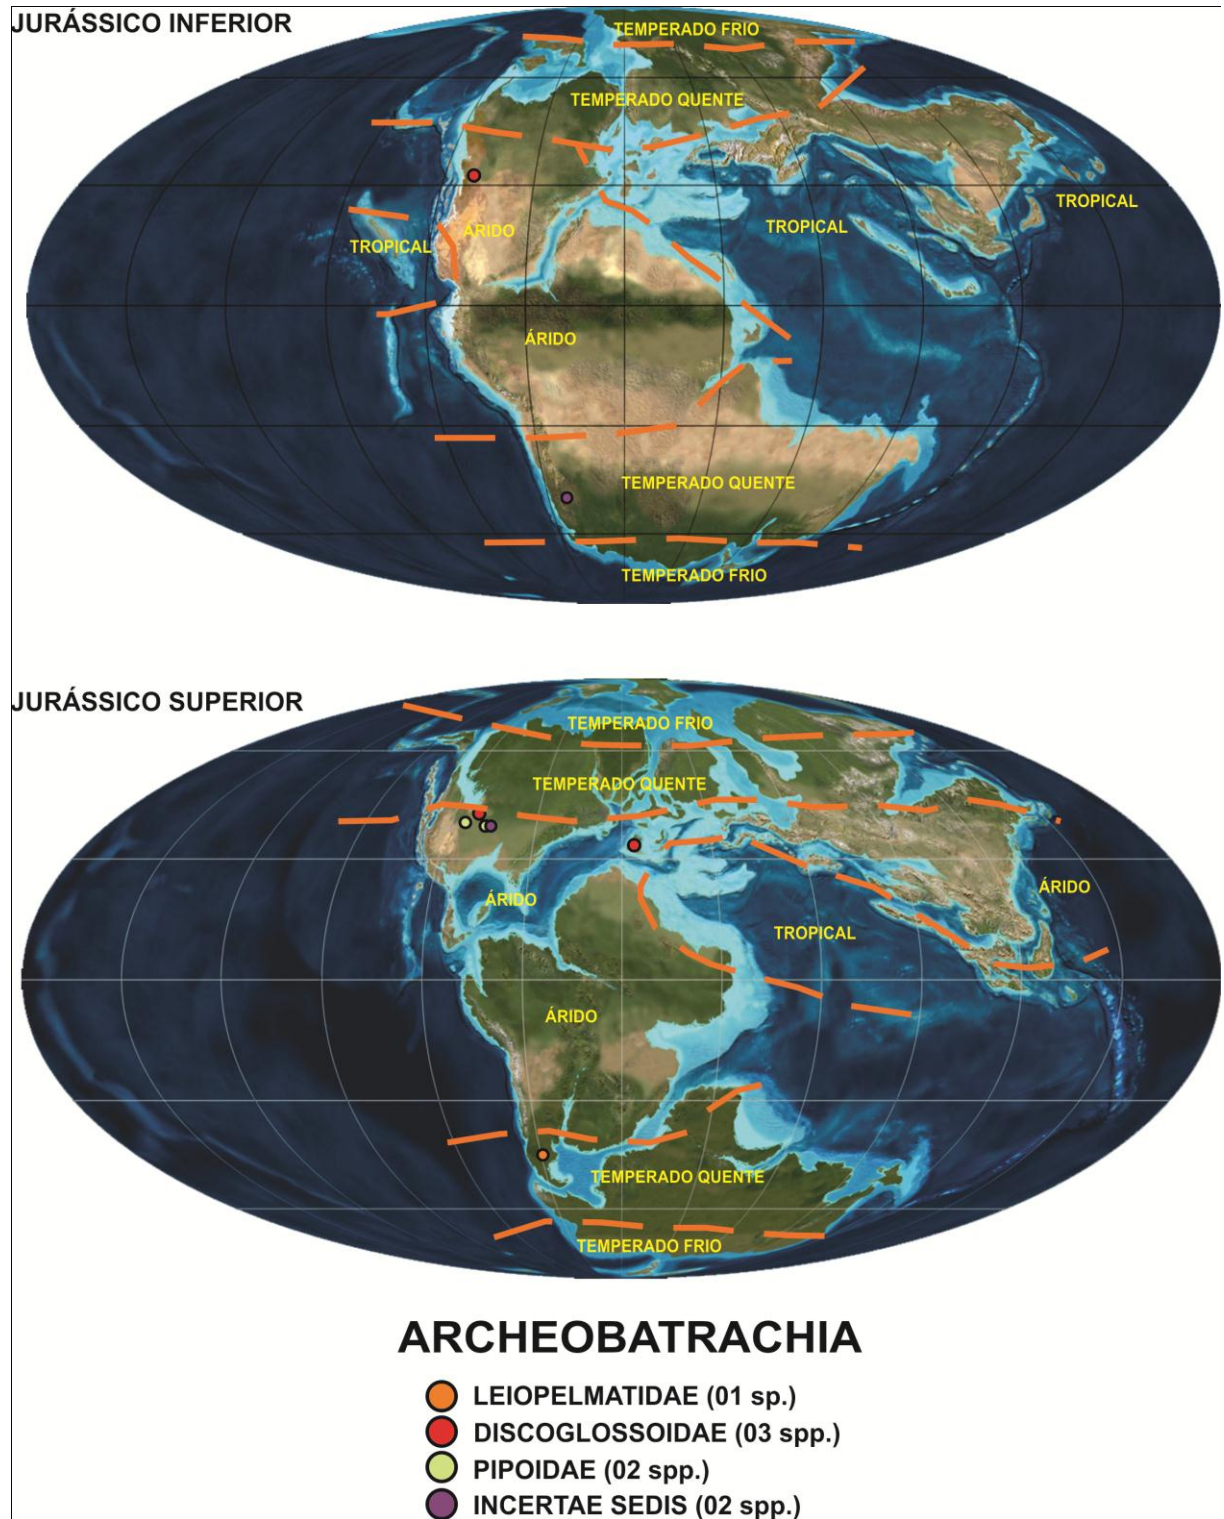 JURÁSSICO INFERIOR
TEMPERADO FRIO
TEMPERADO QUENTE
TROPICAL
TROPICAL
ÁRIDO
TROPICAL
ÁRIDO
TEMPERADO QUENTE
TEMPERADO FRIO
JURÁSSICO SUPERIOR
TEMPERADO FRIO
TEMPERADO QUENTE
ÁRIDO
ÁRIDO
TROPICAL
ÁRIDO
TEMPERADO QUENTE
TEMPERADO FRIO
ARCHEOBATRACHIA
LEIOPELMATIDAE (01 sp.)
DISCOGLOSSOIDAE (03 spp.)
PIPOIDAE (02 spp.)
INCERTAE SEDIS (02 spp.)